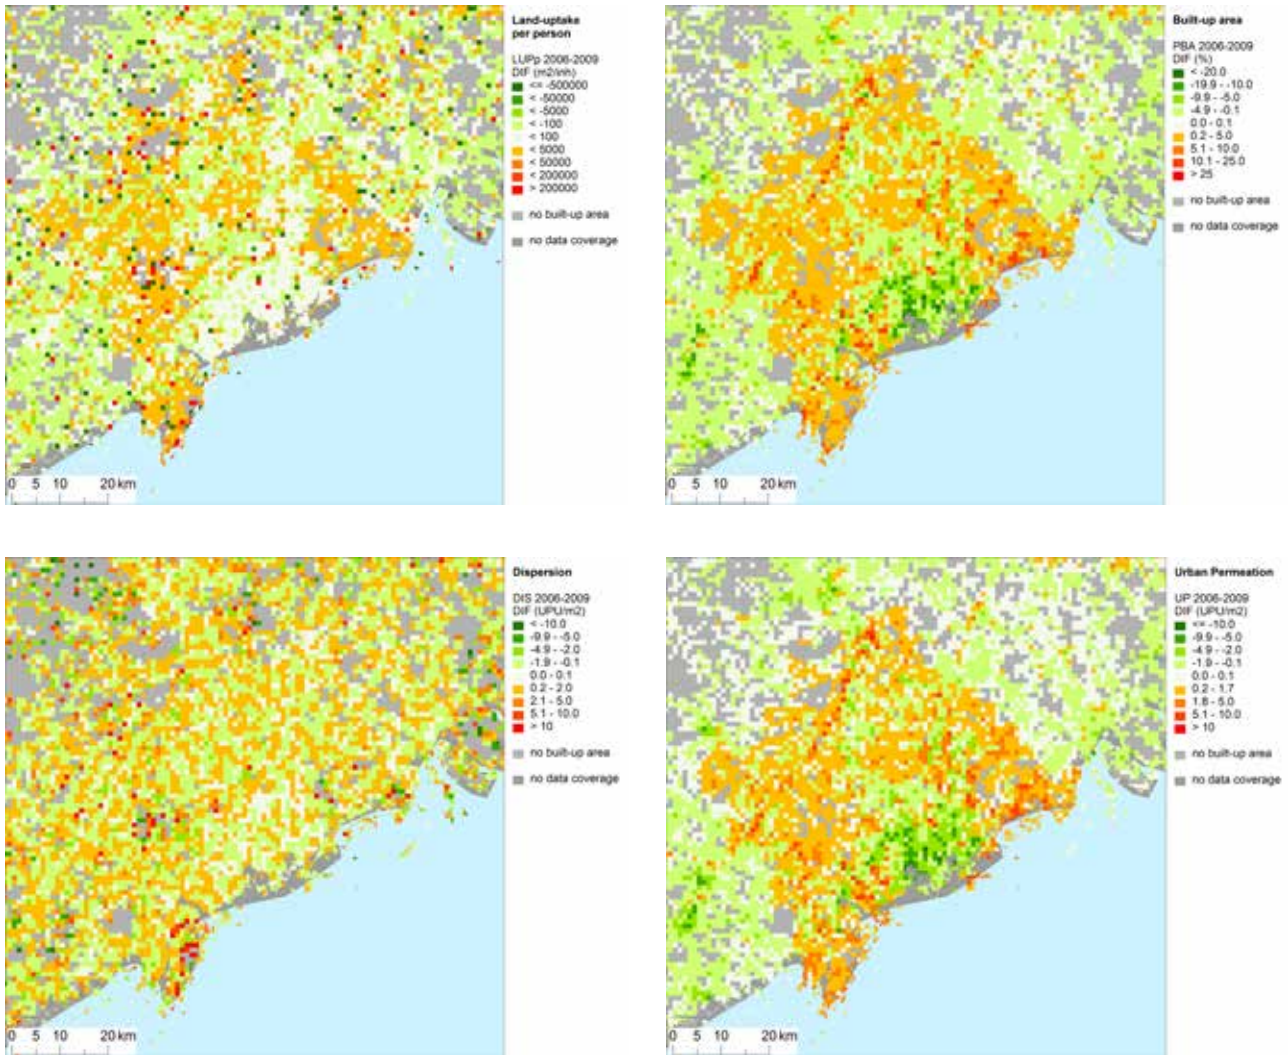 Land-uptake
per person
LUPp 2006-2009
DIF (m2/inh)
<= -500000
< -50000
< -5000
< -100
< 100
< 5000
< 50000
< 200000
> 200000
no built-up area
no data coverage
0 5 10 20 km
Built-up area
PBA 2006-2009
DIF (%)
< -20.0
-19.9 - -10.0
-9.9 - -5.0
-4.9 - -0.1
0.0 - 0.1
0.2 - 5.0
5.1 - 10.0
10.1 - 25.0
> 25
no built-up area
no data coverage
0 5 10 20 km
Dispersion
DIS 2006-2009
DIF (UPU/m2)
< -10.0
-9.9 - -5.0
-4.9 - -2.0
-1.9 - -0.1
0.0 - 0.1
0.2 - 2.0
2.1 - 5.0
5.1 - 10.0
> 10
no built-up area
no data coverage
0 5 10 20 km
Urban Permeation
UP 2006-2009
DIF (UPU/m2)
<= -10.0
-9.9 - -5.0
-4.9 - -2.0
-1.9 - -0.1
0.0 - 0.1
0.2 - 1.7
1.8 - 5.0
5.1 - 10.0
> 10
no built-up area
no data coverage
0 5 10 20 km